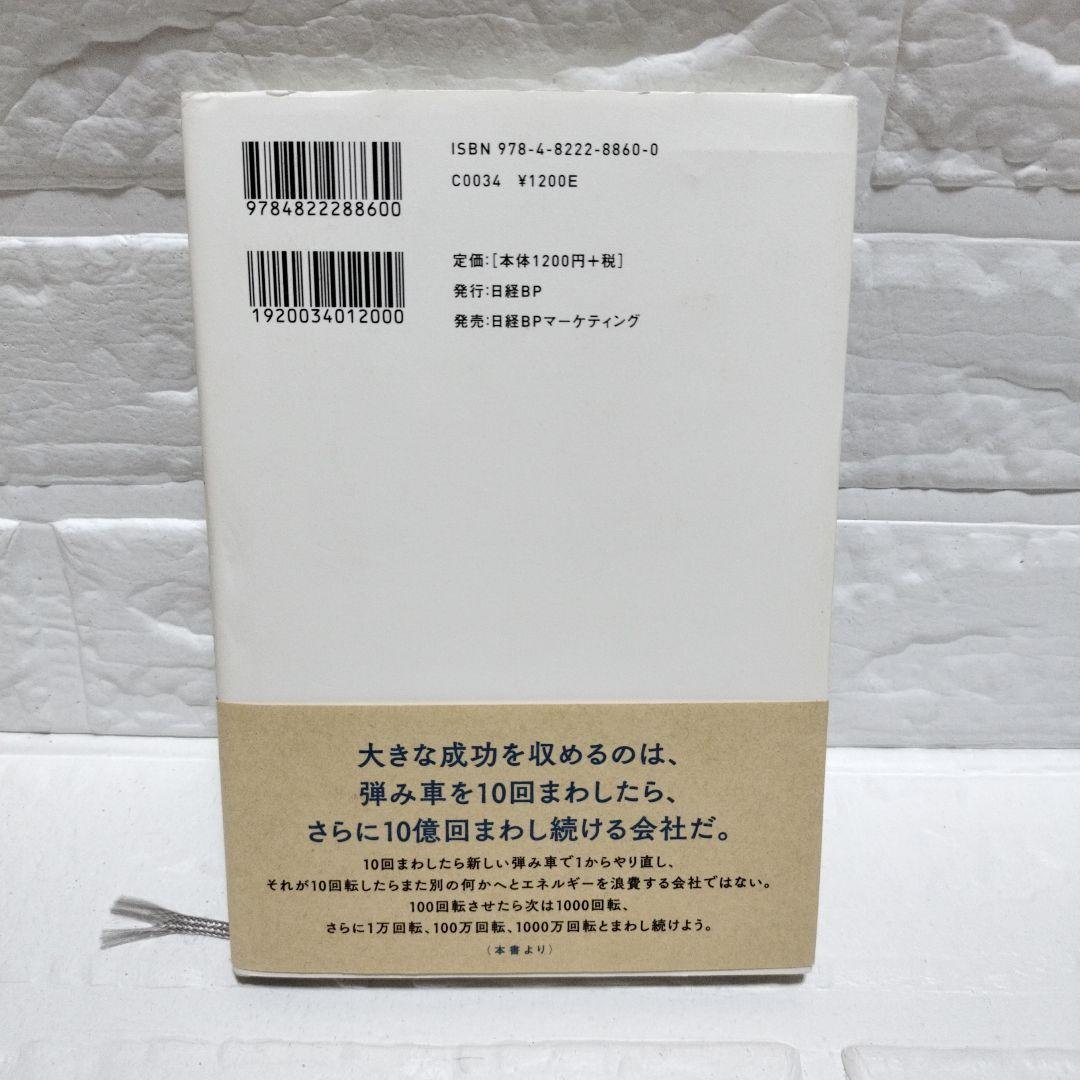 ISBN 978-4-8222-8860-0
C0034 ¥1200E
9784822288600
定価:[本体1200円+税]
発行:日経BP
発売:日経BPマーケティング
1920034012000
大きな成功を収めるのは、
弾み車を10回まわしたら、
さらに10億回まわし続ける会社だ。
10回まわしたら新しい弾み車で1からやり直し、
それが10回転したらまた別の何かへとエネルギーを浪費する会社ではない。
100回転させたら次は1000回転、
さらに1万回転、100万回転、1000万回転とまわし続けよう。
(本書より)